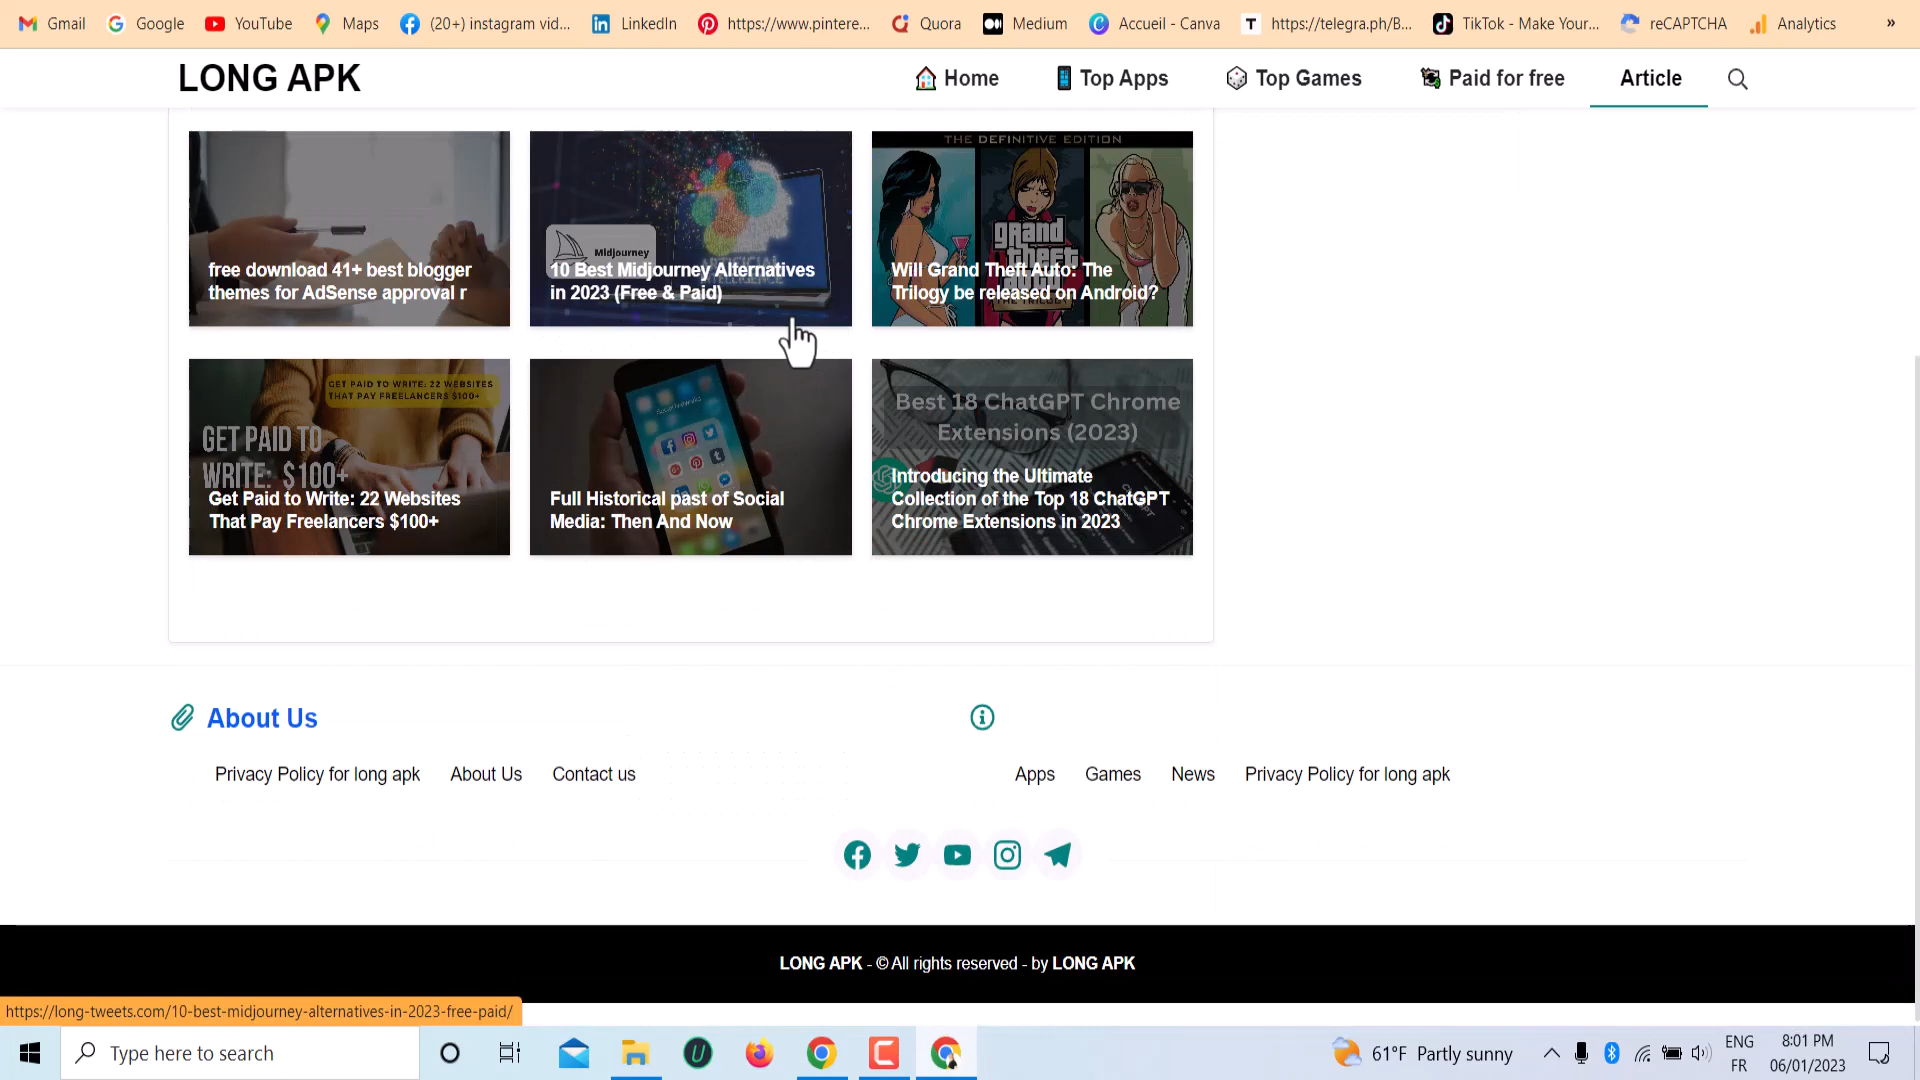 Gmail Google YouTube Maps (20+) instagram vid... LinkedIn https://www.pintere... Quora Medium Accueil - Canva T https://telegra.ph/B... TikTok - Make Your... reCAPTCHA Analytics »
LONG APK Home Top Apps Top Games Paid for free Article
THE DEFINITIVE EDITION
Midjourney
grand
theft
auto
free download 41+ best blogger
themes for AdSense approval r
10 Best Midjourney Alternatives
in 2023 (Free & Paid)
Will Grand Theft Auto: The
Trilogy be released on Android?
GET PAID TO WRITE: 22 WEBSITES
THAT PAY FREELANCERS $100+
GET PAID TO
WRITE: $100+
Get Paid to Write: 22 Websites
That Pay Freelancers $100+
Full Historical past of Social
Media: Then And Now
Best 18 ChatGPT Chrome
Extensions (2023)
Introducing the Ultimate
Collection of the Top 18 ChatGPT
Chrome Extensions in 2023
About Us
Privacy Policy for long apk About Us Contact us
Apps Games News Privacy Policy for long apk
LONG APK - © All rights reserved - by LONG APK
https://long-tweets.com/10-best-midjourney-alternatives-in-2023-free-paid/
Type here to search
61°F Partly sunny
ENG
FR
8:01 PM
06/01/2023